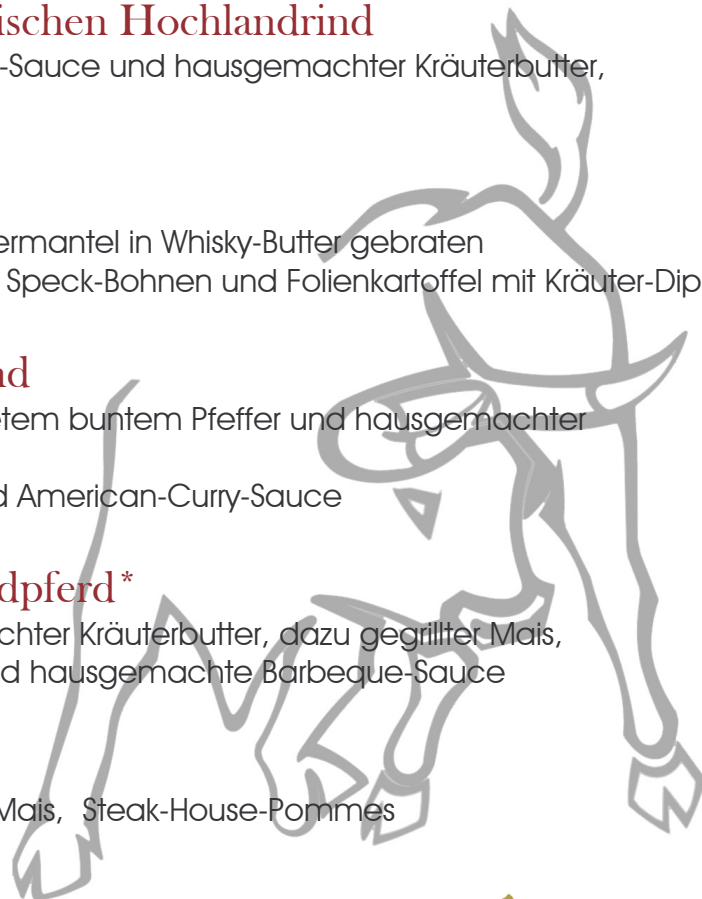 ischen Hochlandrind
-Sauce und hausgemachter Kräuterbutter,
ermantel in Whisky-Butter gebraten
Speck-Bohnen und Folienkartoffel mit Kräuter-Dip
nd
etem buntem Pfeffer und hausgemachter
d American-Curry-Sauce
dpferd*
chter Kräuterbutter, dazu gegrillter Mais,
d hausgemachte Barbeque-Sauce
Mais, Steak-House-Pommes